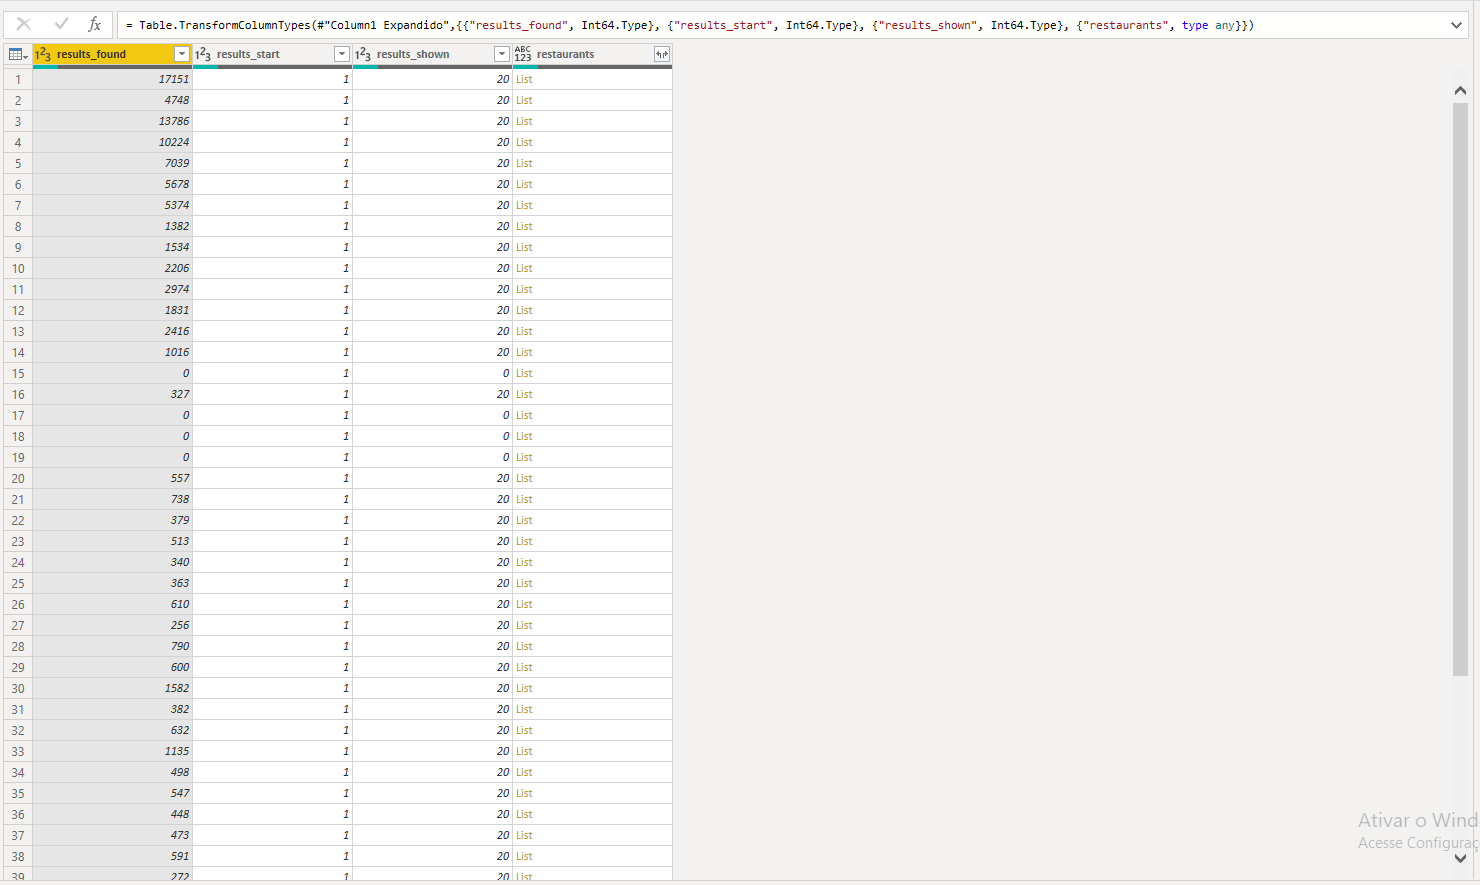 fx = Table.TransformColumnTypes(#"Column1 Expandido",{{"results_found", Int64.Type}, {"results_start", Int64.Type}, {"results_shown", Int64.Type}, {"restaurants", type any}})
123 results_found 123 results_start 123 results_shown ABC 123 restaurants
1 17151 1 20 List
2 4748 1 20 List
3 13786 1 20 List
4 10224 1 20 List
5 7039 1 20 List
6 5678 1 20 List
7 5374 1 20 List
8 1382 1 20 List
9 1534 1 20 List
10 2206 1 20 List
11 2974 1 20 List
12 1831 1 20 List
13 2416 1 20 List
14 1016 1 20 List
15 0 1 0 List
16 327 1 20 List
17 0 1 0 List
18 0 1 0 List
19 0 1 0 List
20 557 1 20 List
21 738 1 20 List
22 379 1 20 List
23 513 1 20 List
24 340 1 20 List
25 363 1 20 List
26 610 1 20 List
27 256 1 20 List
28 790 1 20 List
29 600 1 20 List
30 1582 1 20 List
31 382 1 20 List
32 632 1 20 List
33 1135 1 20 List
34 498 1 20 List
35 547 1 20 List
36 448 1 20 List
37 473 1 20 List
38 591 1 20 List
39 272 1 20 List
Ativar o Wind
Acesse Configuraç